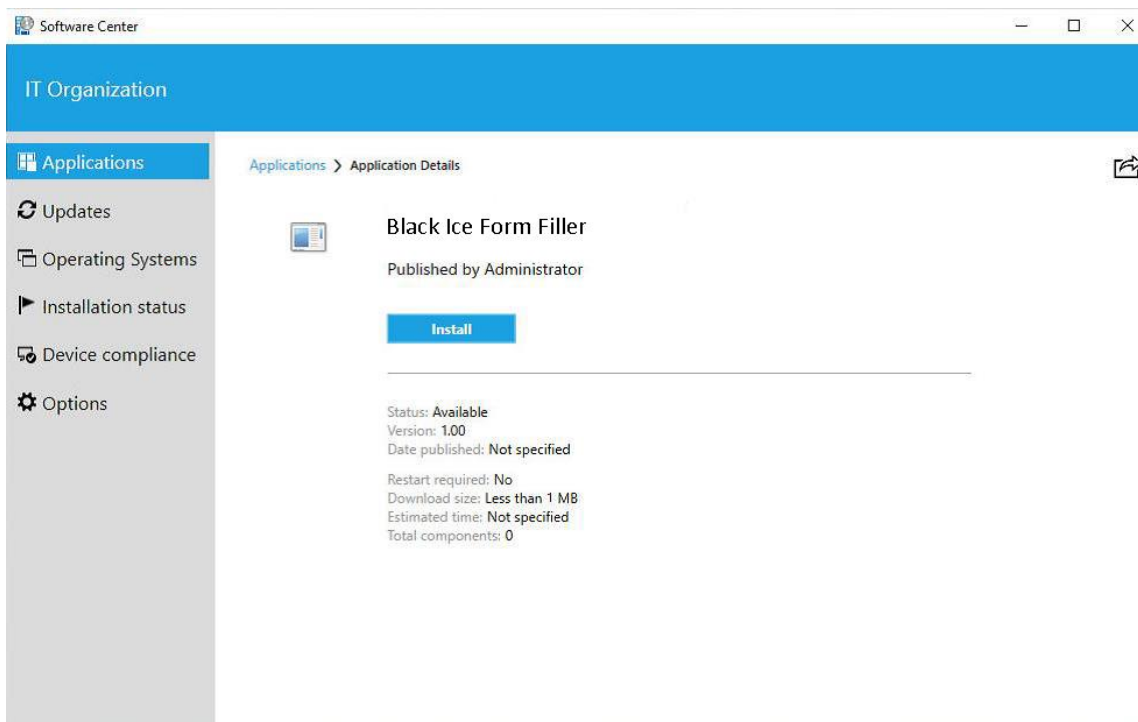 Software Center
IT Organization
Applications
Updates
Operating Systems
Installation status
Device compliance
Options
Applications ❯ Application Details
Black Ice Form Filler
Published by Administrator
Install
Status: Available
Version: 1.00
Date published: Not specified
Restart required: No
Download size: Less than 1 MB
Estimated time: Not specified
Total components: 0